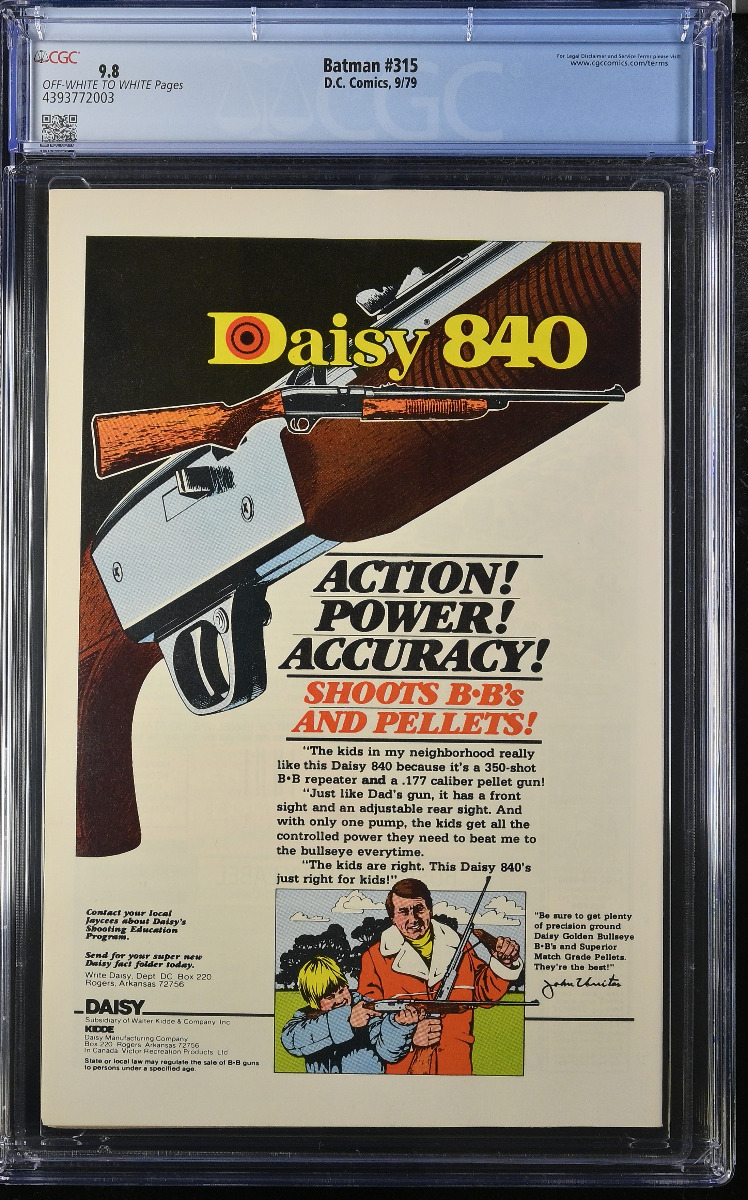 CGC
9.8
OFF-WHITE TO WHITE Pages
4393772003
Batman #315
D.C. Comics, 9/79
For Legal Disclaimer and Service Terms please visit
www.cgccomics.com/terms
CGC
Daisy 840
ACTION!
POWER!
ACCURACY!
SHOOTS B•B's
AND PELLETS!
"The kids in my neighborhood really
like this Daisy 840 because it's a 350-shot
B•B repeater and a .177 caliber pellet gun!
"Just like Dad's gun, it has a front
sight and an adjustable rear sight. And
with only one pump, the kids get all the
controlled power they need to beat me to
the bullseye everytime.
"The kids are right. This Daisy 840's
just right for kids!"
Contact your local
Jaycees about Daisy's
Shooting Education
Program.
Send for your super new
Daisy fact folder today.
Write Daisy, Dept. DC Box 220
Rogers, Arkansas 72756
"Be sure to get plenty
of precision ground
Daisy Golden Bullseye
B•B's and Superior
Match Grade Pellets.
They're the best!"
John Unitas
DAISY
Subsidiary of Walter Kidde & Company, Inc.
KIDDE
Daisy Manufacturing Company
Box 220, Rogers, Arkansas 72756
In Canada: Victor Recreation Products, Ltd.
State or local law may regulate the sale of B•B guns
to persons under a specified age.